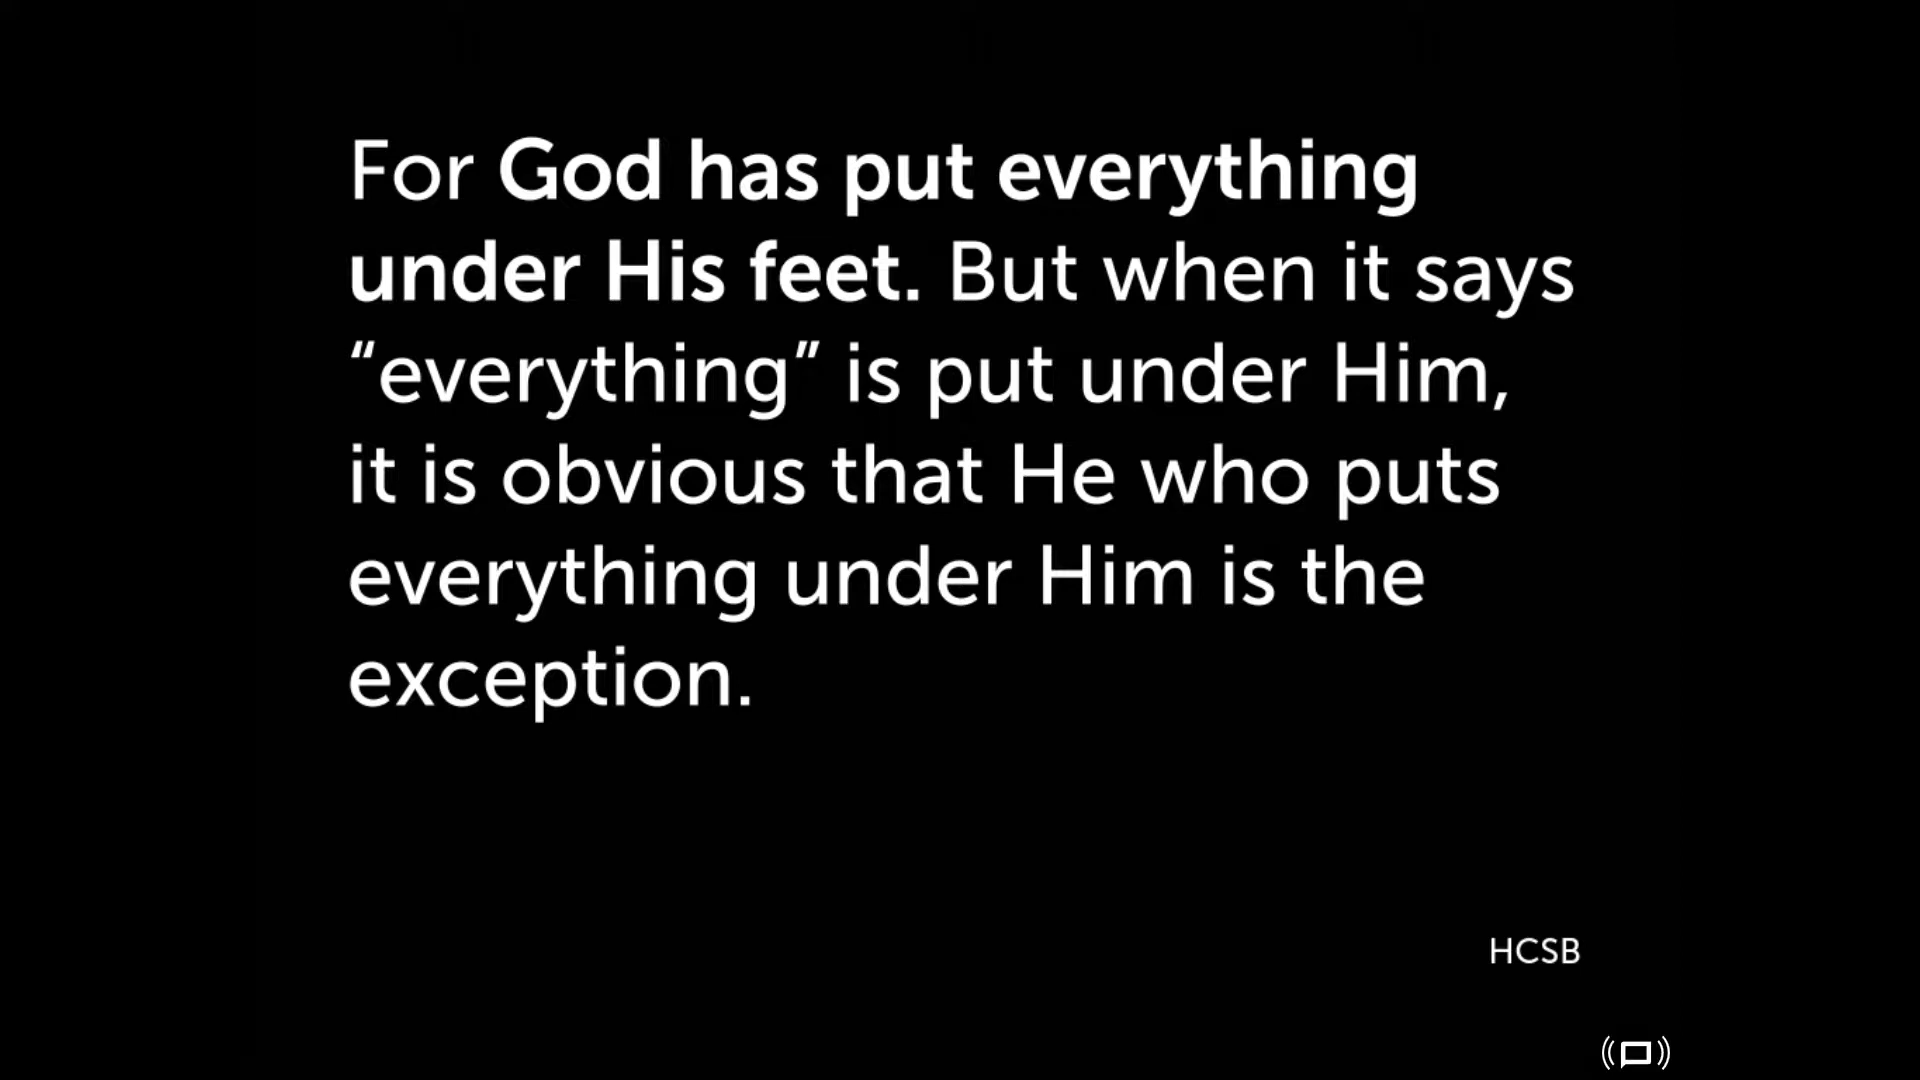 For God has put everything
under His feet. But when it says
“everything” is put under Him,
it is obvious that He who puts
everything under Him is the
exception.
HCSB